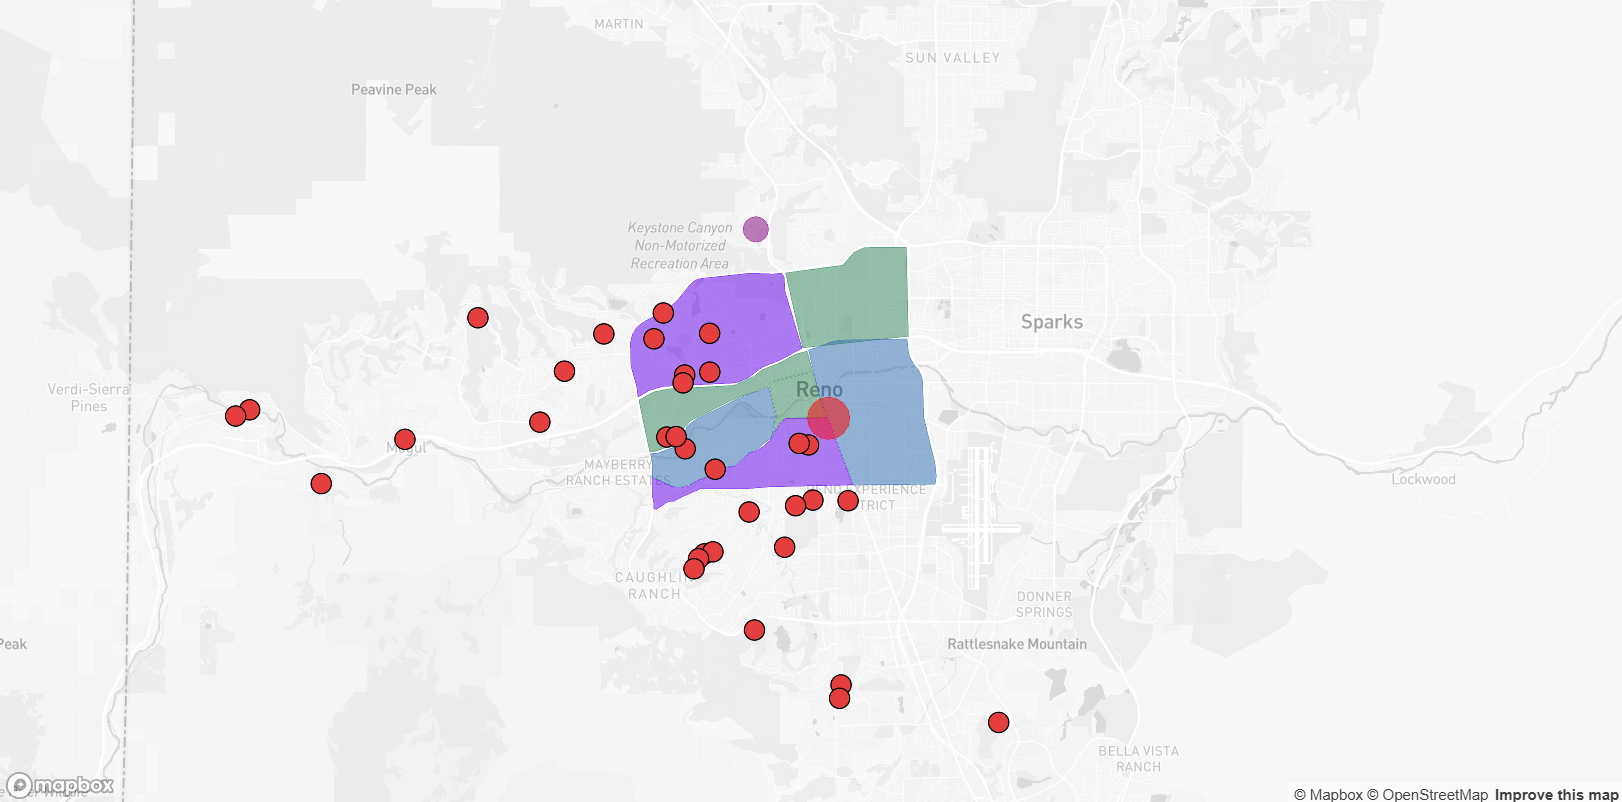 MARTIN
SUN VALLEY
Peavine Peak
Keystone Canyon
Non-Motorized
Recreation Area
Sparks
Verdi-Sierra
Pines
Reno
Mogul
MAYBERRY
RANCH ESTATES
Lockwood
RENO EXPERIENCE
DISTRICT
CAUGHLIN
RANCH
DONNER
SPRINGS
Peak
Rattlesnake Mountain
BELLA VISTA
RANCH
mapbox
© Mapbox © OpenStreetMap Improve this map